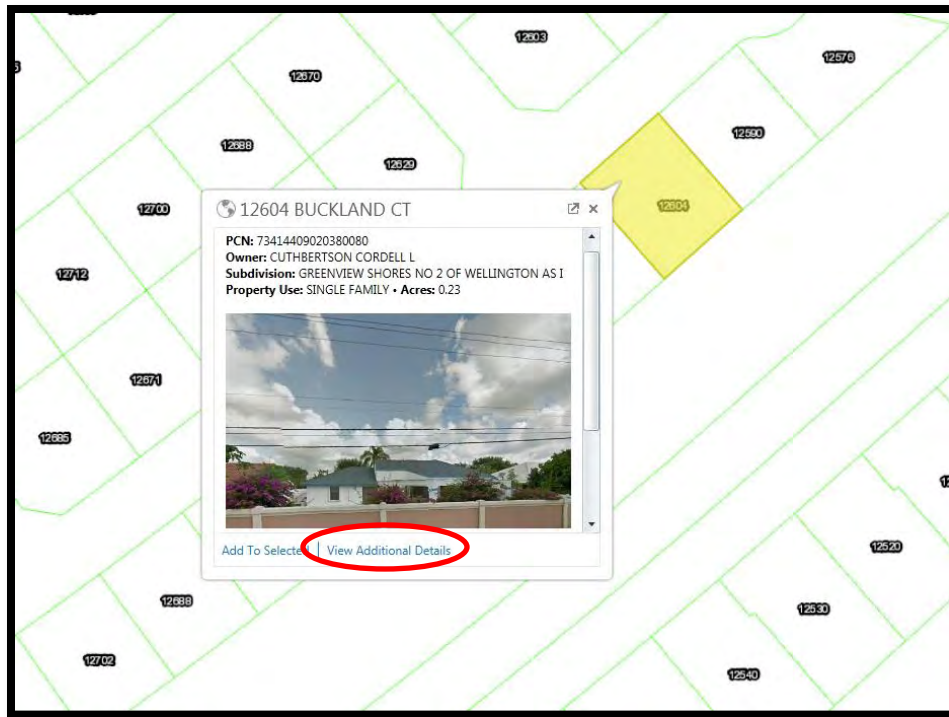 12603
12576
12670
12590
12688
12629
12604
12700
12712
12604 BUCKLAND CT
PCN: 73414409020380080
Owner: CUTHBERTSON CORDELL L
Subdivision: GREENVIEW SHORES NO 2 OF WELLINGTON AS I
Property Use: SINGLE FAMILY • Acres: 0.23
12671
12685
Add To Selected | View Additional Details
12520
12688
12530
12702
12540